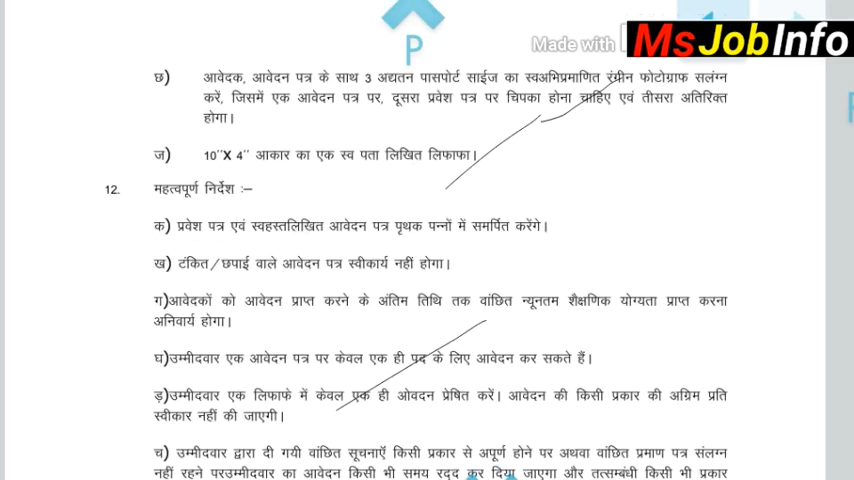 Made with
MsJobInfo
P
छ) आवेदक, आवेदन पत्र के साथ 3 अद्यतन पासपोर्ट साईज का स्वअभिप्रमाणित रंग्रीन फोटोग्राफ सलंग्न
करें, जिसमें एक आवेदन पत्र पर, दूसरा प्रवेश पत्र पर चिपका होना चाहिए एवं तीसरा अतिरिक्त
होगा।
ज) 10''X 4'' आकार का एक स्व पता लिखित लिफाफा।
12. महत्वपूर्ण निर्देश :–
क) प्रवेश पत्र एवं स्वहस्तलिखित आवेदन पत्र पृथक पन्नों में समर्पित करेंगे।
ख) टंकित/छपाई वाले आवेदन पत्र स्वीकार्य नहीं होगा।
ग)आवेदकों को आवेदन प्राप्त करने के अंतिम तिथि तक वांछित न्यूनतम शैक्षणिक योग्यता प्राप्त करना
अनिवार्य होगा।
घ)उम्मीदवार एक आवेदन पत्र पर केवल एक ही पद के लिए आवेदन कर सकते हैं।
ड़)उम्मीदवार एक लिफाफे में केवल एक ही ओवदन प्रेषित करें। आवेदन की किसी प्रकार की अग्रिम प्रति
स्वीकार नहीं की जाएगी।
च) उम्मीदवार द्वारा दी गयी वांछित सूचनाऍ किसी प्रकार से अपूर्ण होने पर अथवा वांछित प्रमाण पत्र संलग्न
नहीं रहने परउम्मीदवार का आवेदन किसी भी समय रदद् कर दिया जाएगा और तत्सम्बंधी किसी भी प्रकार